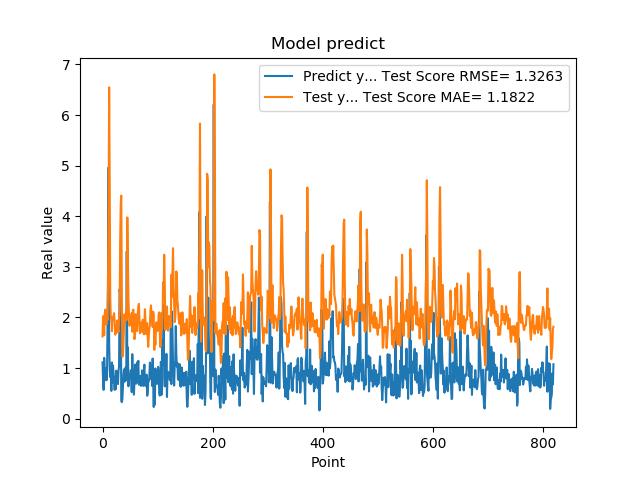 Model predict
Predict y... Test Score RMSE= 1.3263
Test y... Test Score MAE= 1.1822
7
6
5
4
3
2
1
0
Real value
0 200 400 600 800
Point